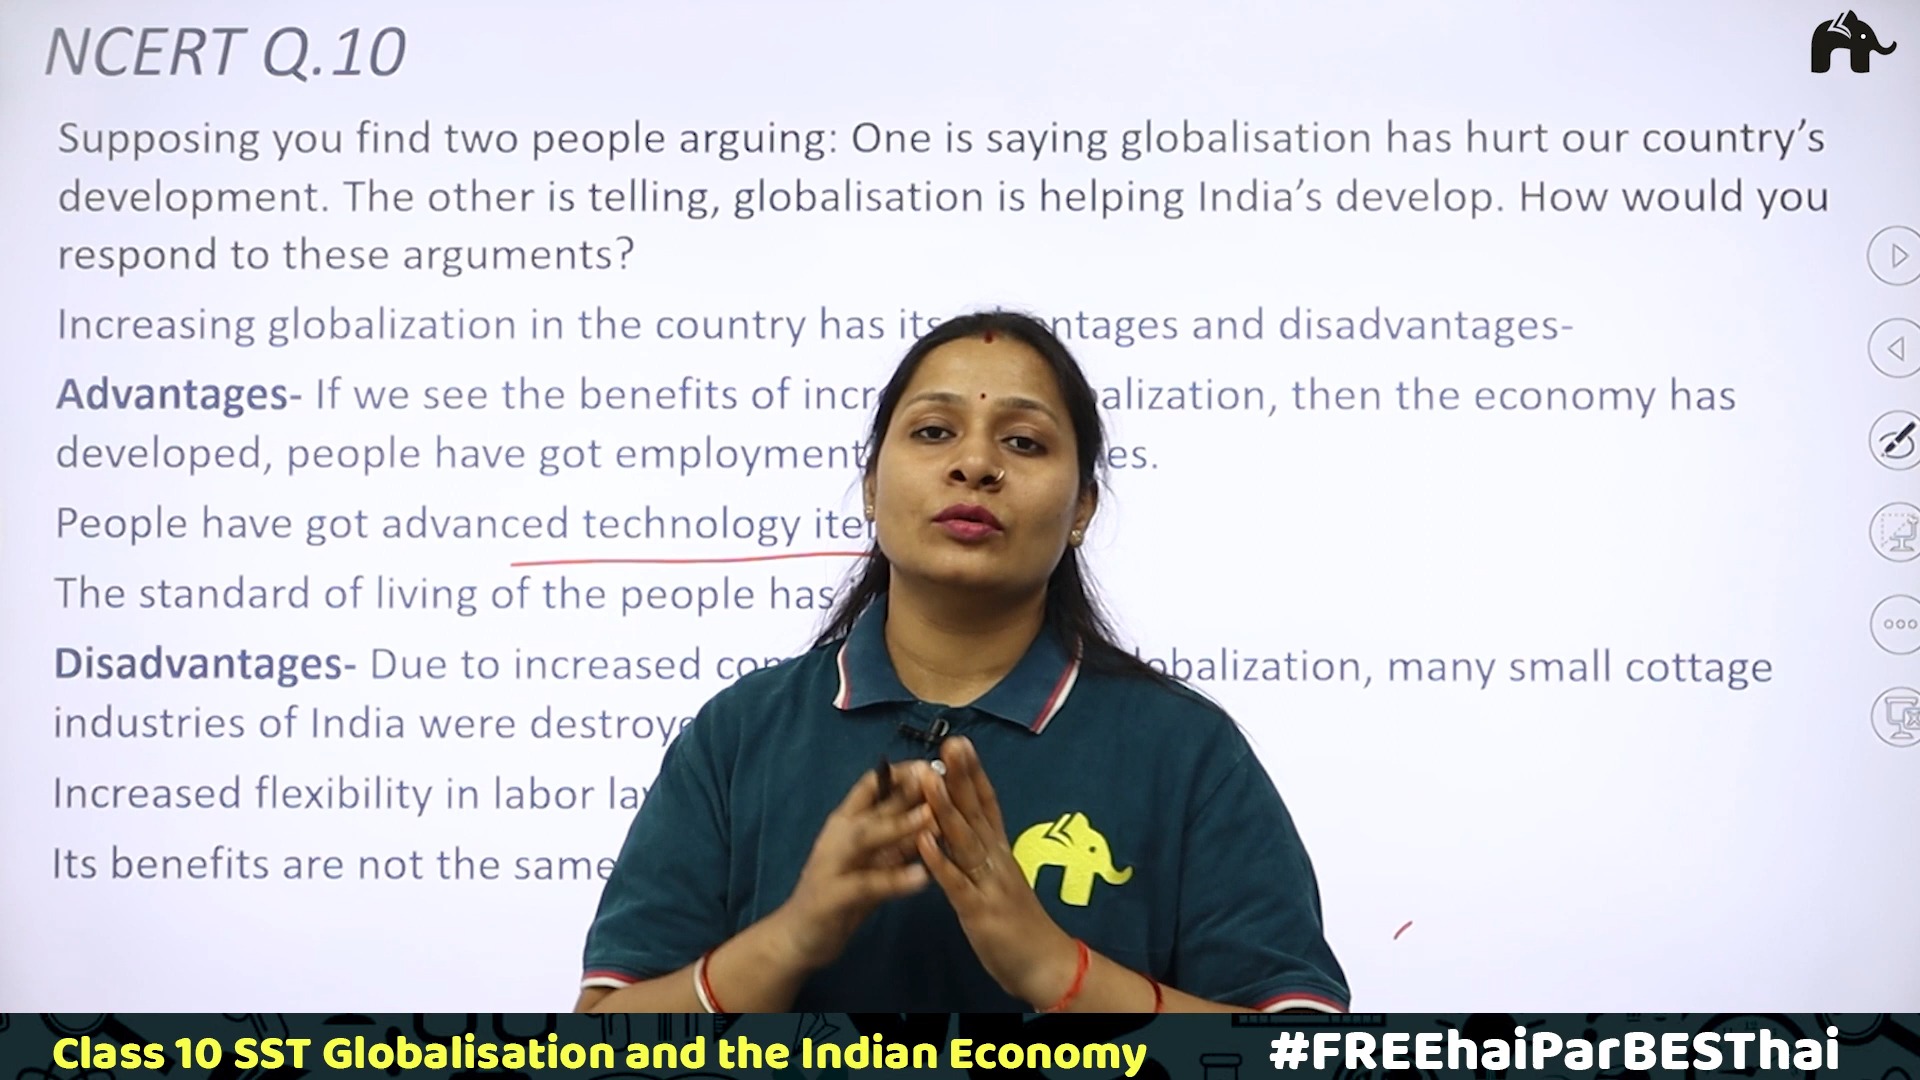 NCERT Q.10
Supposing you find two people arguing: One is saying globalisation has hurt our country’s
development. The other is telling, globalisation is helping India’s develop. How would you
respond to these arguments?
Increasing globalization in the country has its ntages and disadvantages-
Advantages- If we see the benefits of incr alization, then the economy has
developed, people have got employment es.
People have got advanced technology ite
The standard of living of the people has
Disadvantages- Due to increased com obalization, many small cottage
industries of India were destroye
Increased flexibility in labor la
Its benefits are not the same
Class 10 SST Globalisation and the Indian Economy
#FREEhaiParBESThai